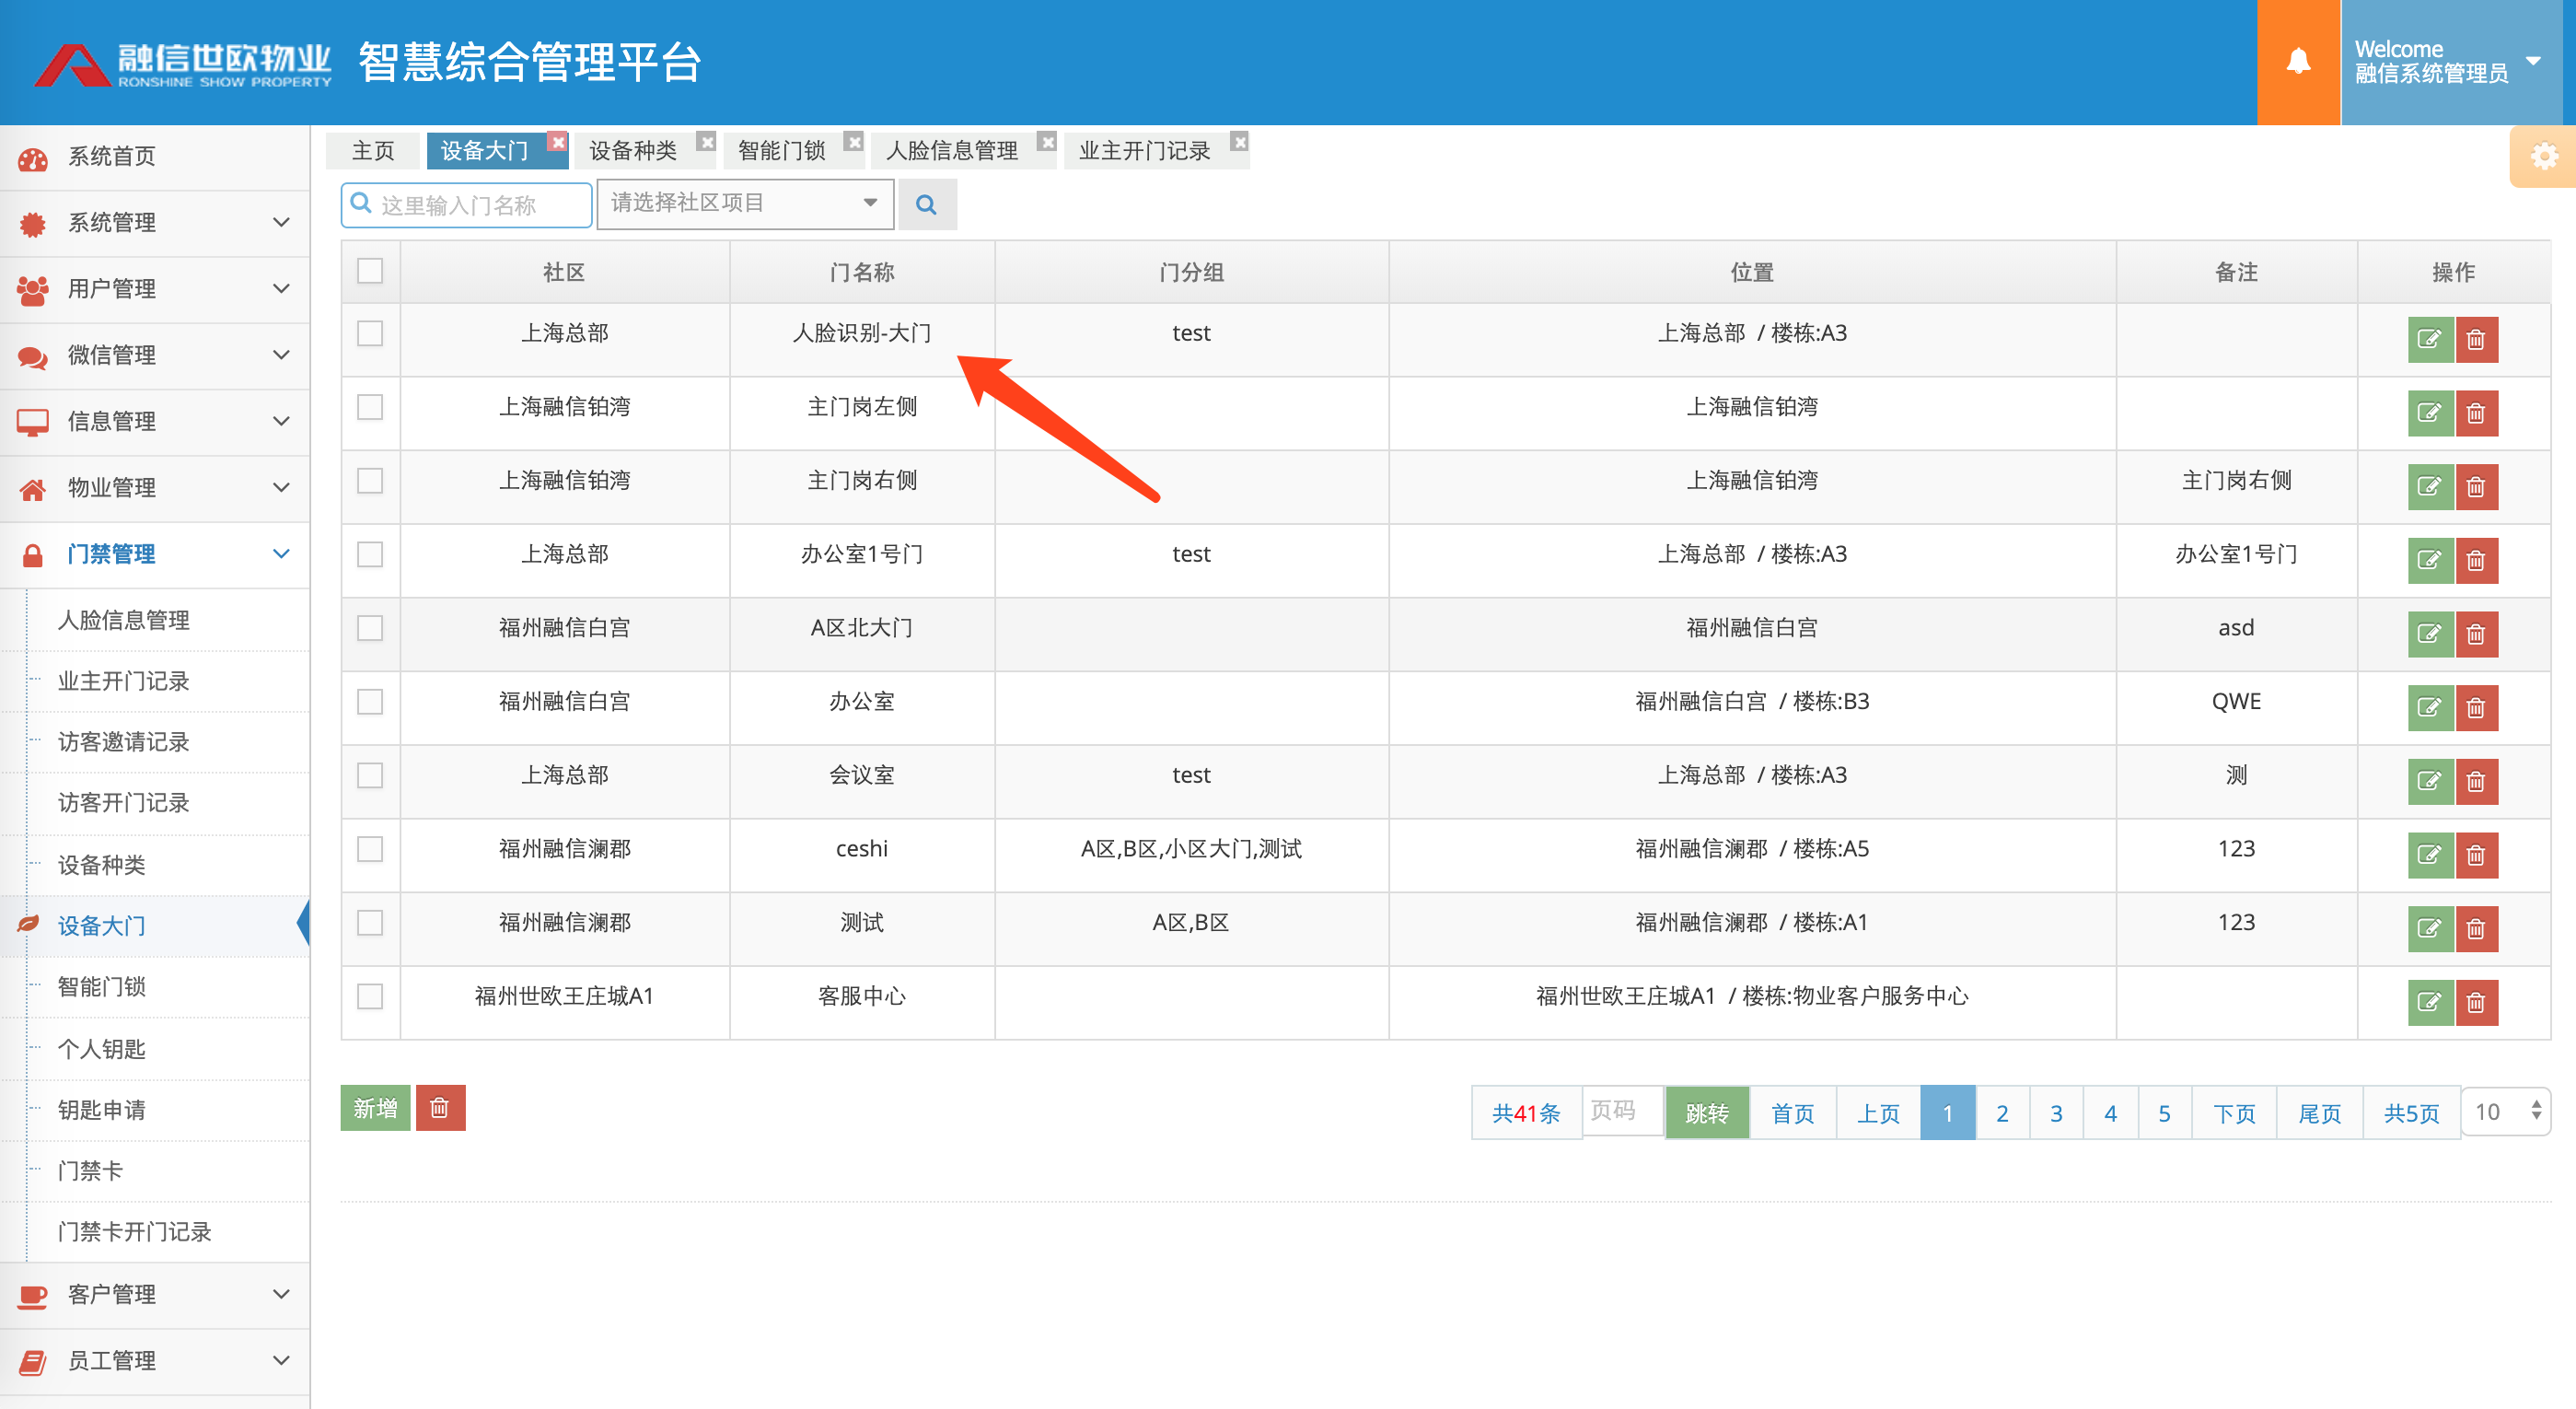 融信世欧物业
RONSHINE SHOW PROPERTY
智慧综合管理平台
Welcome
融信系统管理员
系统首页
系统管理
用户管理
微信管理
信息管理
物业管理
门禁管理
人脸信息管理
业主开门记录
访客邀请记录
访客开门记录
设备种类
设备大门
智能门锁
个人钥匙
钥匙申请
门禁卡
门禁卡开门记录
客户管理
员工管理
主页 设备大门 设备种类 智能门锁 人脸信息管理 业主开门记录
这里输入门名称 请选择社区项目
社区 门名称 门分组 位置 备注 操作
上海总部 人脸识别-大门 test 上海总部 / 楼栋:A3
上海融信铂湾 主门岗左侧 上海融信铂湾
上海融信铂湾 主门岗右侧 上海融信铂湾 主门岗右侧
上海总部 办公室1号门 test 上海总部 / 楼栋:A3 办公室1号门
福州融信白宫 A区北大门 福州融信白宫 asd
福州融信白宫 办公室 福州融信白宫 / 楼栋:B3 QWE
上海总部 会议室 test 上海总部 / 楼栋:A3 测
福州融信澜郡 ceshi A区,B区,小区大门,测试 福州融信澜郡 / 楼栋:A5 123
福州融信澜郡 测试 A区,B区 福州融信澜郡 / 楼栋:A1 123
福州世欧王庄城A1 客服中心 福州世欧王庄城A1 / 楼栋:物业客户服务中心
新增 共41条 页码 跳转 首页 上页 1 2 3 4 5 下页 尾页 共5页 10